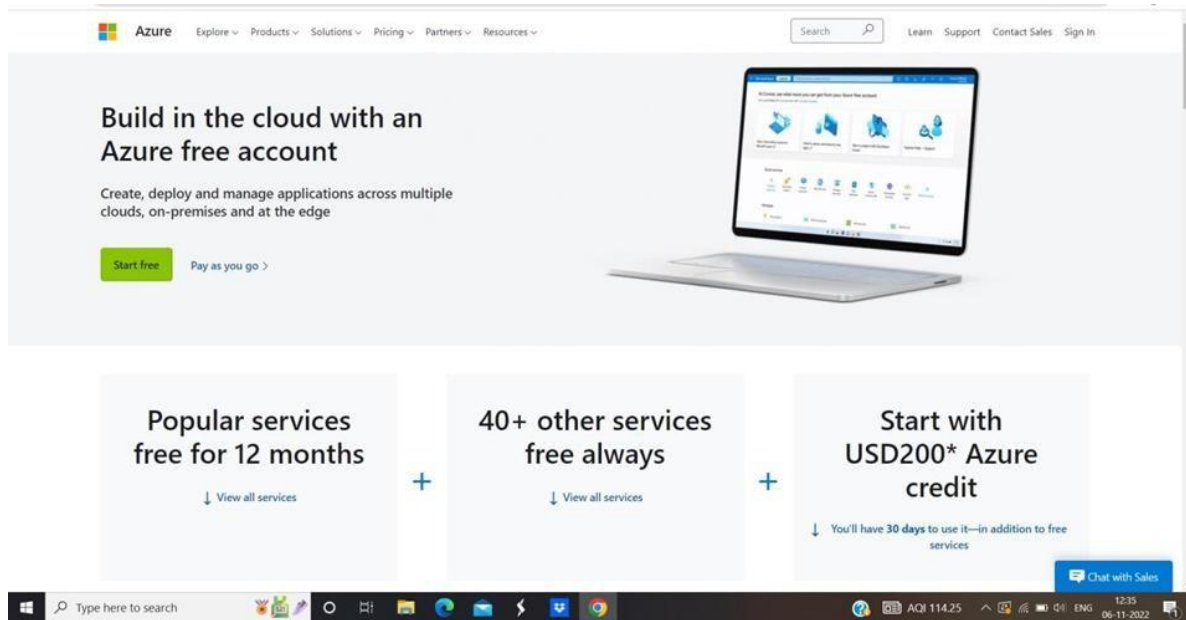 Azure
Explore Products Solutions Pricing Partners Resources
Search
Learn Support Contact Sales Sign In
Build in the cloud with an
Azure free account
Create, deploy and manage applications across multiple
clouds, on-premises and at the edge
Start free
Pay as you go
Popular services
free for 12 months
View all services
40+ other services
free always
View all services
Start with
USD200* Azure
credit
You'll have 30 days to use it—in addition to free
services
Chat with Sales
Type here to search
AQI 114.25
ENG
12:35
06-11-2022